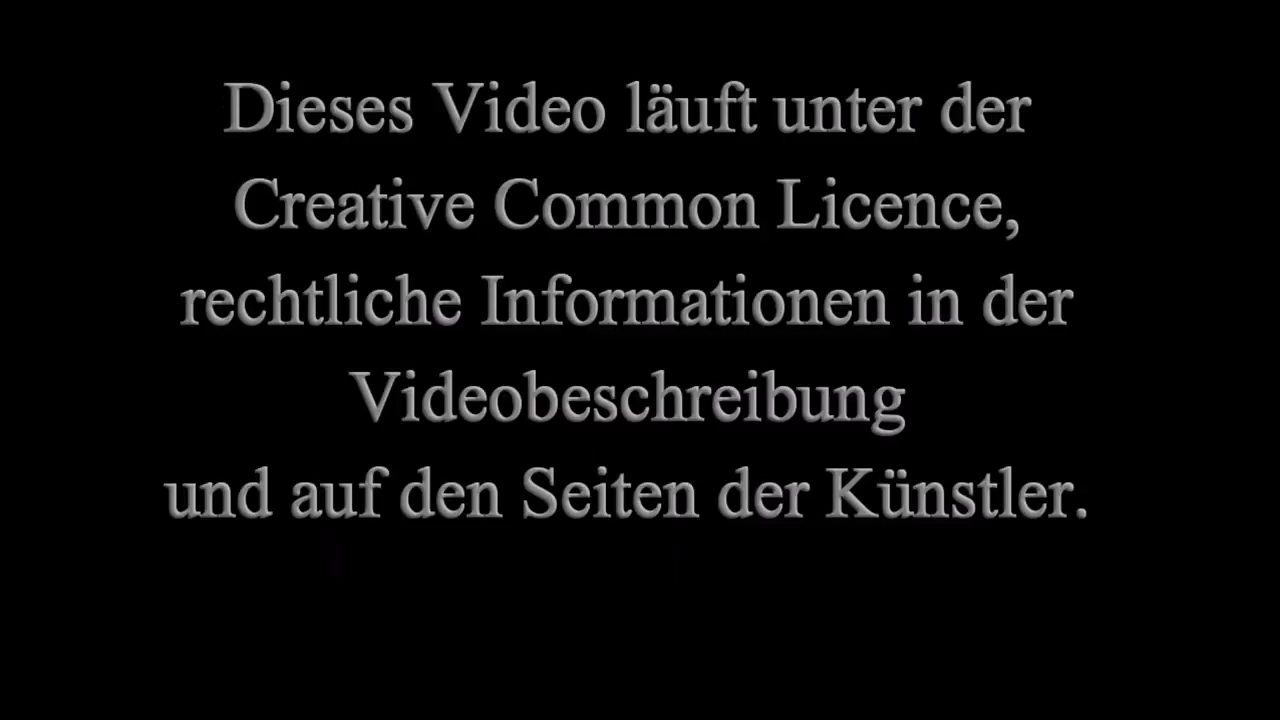 Dieses Video läuft unter der
Creative Common Licence,
rechtliche Informationen in der
Videobeschreibung
und auf den Seiten der Künstler.